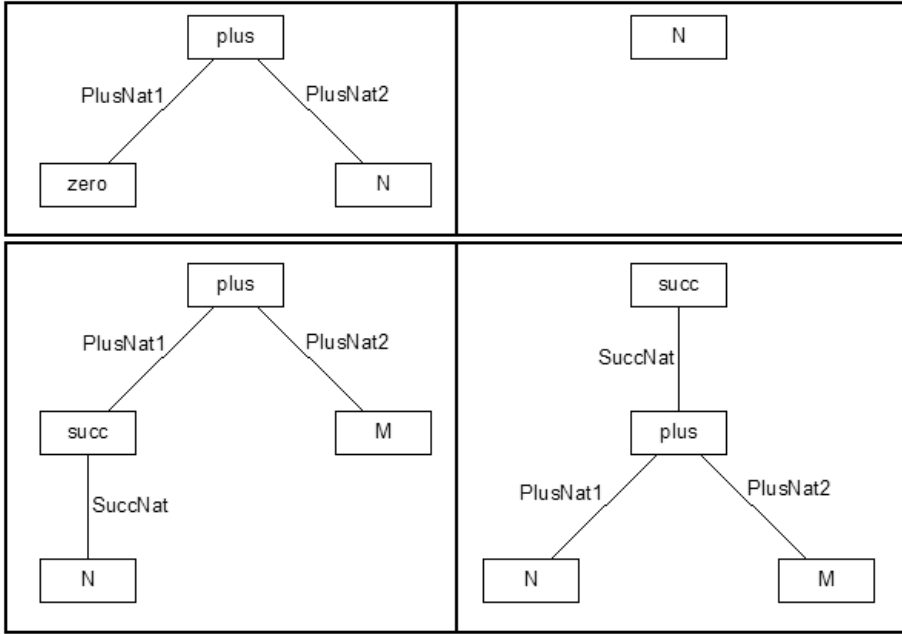 plus
PlusNat1 PlusNat2
zero N
N
plus
PlusNat1 PlusNat2
succ M
SuccNat
N
succ
SuccNat
plus
PlusNat1 PlusNat2
N M